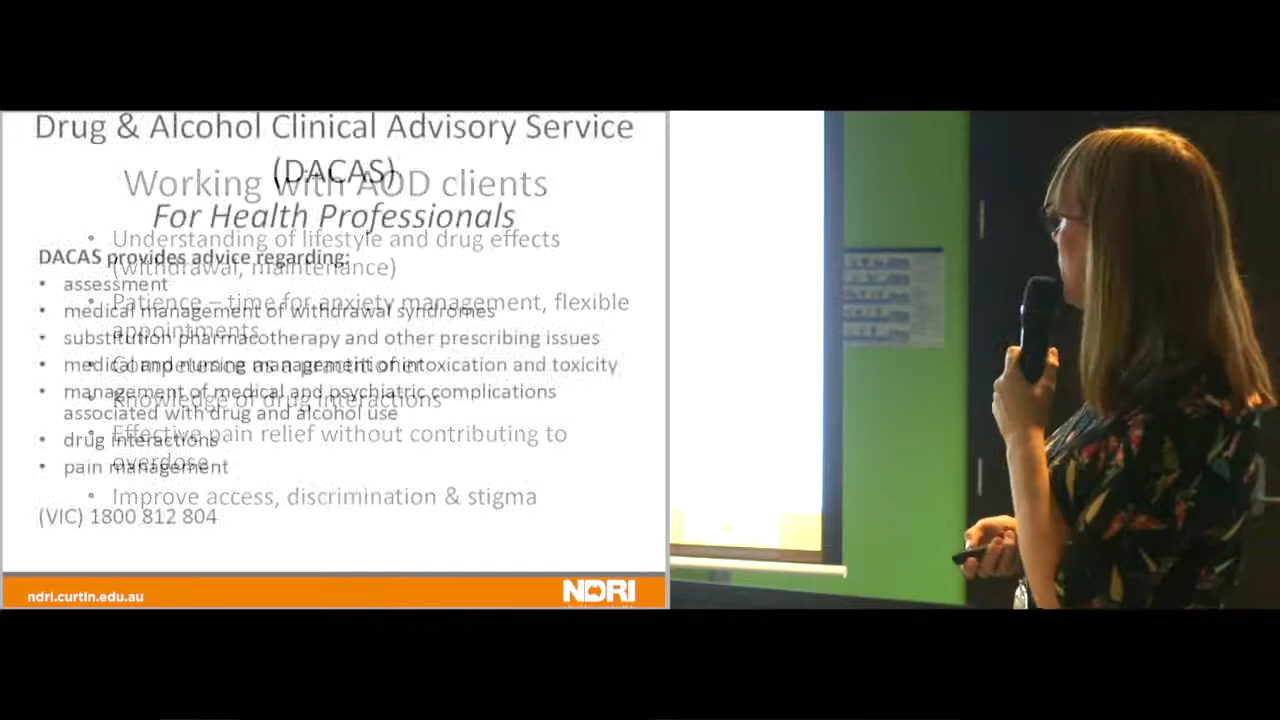 Drug & Alcohol Clinical Advisory Service
(DACAS)
For Health Professionals
DACAS provides advice regarding:
• assessment
• medical management of withdrawal syndromes
• substitution pharmacotherapy and other prescribing issues
• medical and nursing management of intoxication and toxicity
• management of medical and psychiatric complications
associated with drug and alcohol use
• drug interactions
• pain management
(VIC) 1800 812 804
Working with AOD clients
• Understanding of lifestyle and drug effects
(withdrawal, maintenance)
• Patience – time for anxiety management, flexible
appointments
• Competence as a practitioner
• Knowledge of drug interactions
• Effective pain relief without contributing to
overdose
• Improve access, discrimination & stigma
ndri.curtin.edu.au
NDRI